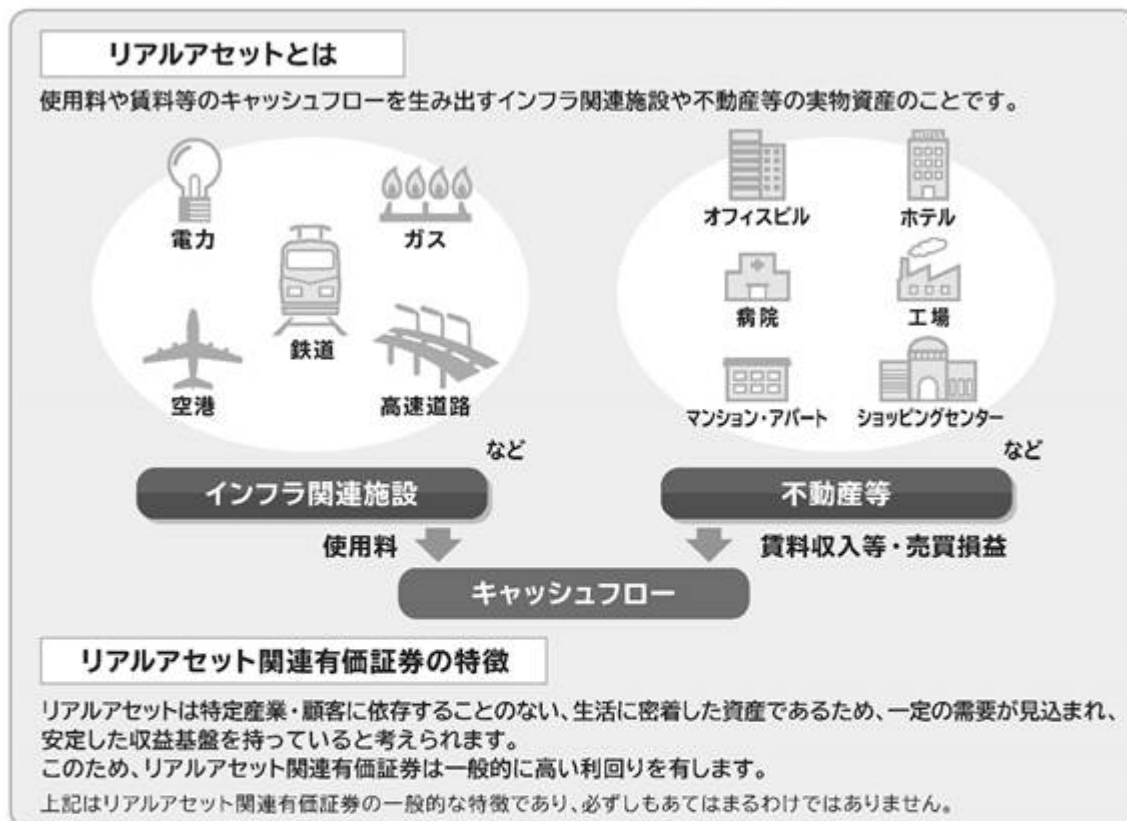 リアルアセットとは
使用料や賃料等のキャッシュフローを生み出すインフラ関連施設や不動産等の実物資産のことです。
電力
ガス
鉄道
空港
高速道路
など
インフラ関連施設
オフィスビル
ホテル
病院
工場
マンション・アパート
ショッピングセンター
など
不動産等
使用料
賃料収入等・売買損益
キャッシュフロー
リアルアセット関連有価証券の特徴
リアルアセットは特定産業・顧客に依存することのない、生活に密着した資産であるため、一定の需要が見込まれ、
安定した収益基盤を持っていると考えられます。
このため、リアルアセット関連有価証券は一般的に高い利回りを有します。
上記はリアルアセット関連有価証券の一般的な特徴であり、必ずしもあてはまるわけではありません。